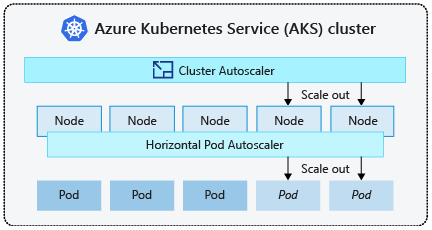 Azure Kubernetes Service (AKS) cluster
Cluster Autoscaler
Scale out
Node Node Node Node Node
Horizontal Pod Autoscaler
Scale out
Pod Pod Pod Pod Pod